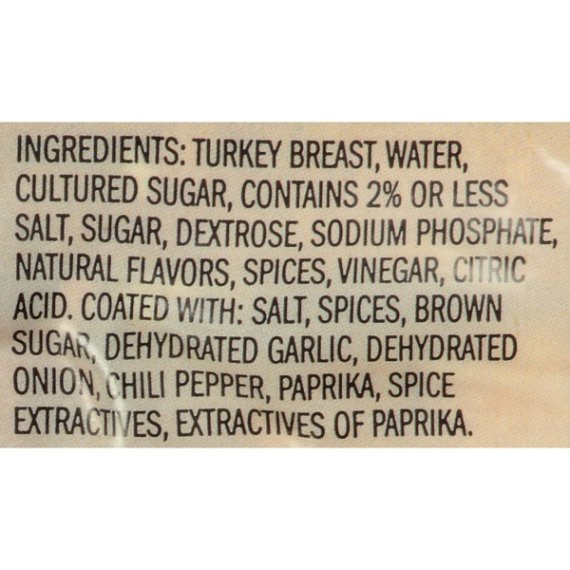 INGREDIENTS: TURKEY BREAST, WATER,
CULTURED SUGAR, CONTAINS 2% OR LESS
SALT, SUGAR, DEXTROSE, SODIUM PHOSPHATE,
NATURAL FLAVORS, SPICES, VINEGAR, CITRIC
ACID. COATED WITH: SALT, SPICES, BROWN
SUGAR, DEHYDRATED GARLIC, DEHYDRATED
ONION, CHILI PEPPER, PAPRIKA, SPICE
EXTRACTIVES, EXTRACTIVES OF PAPRIKA.